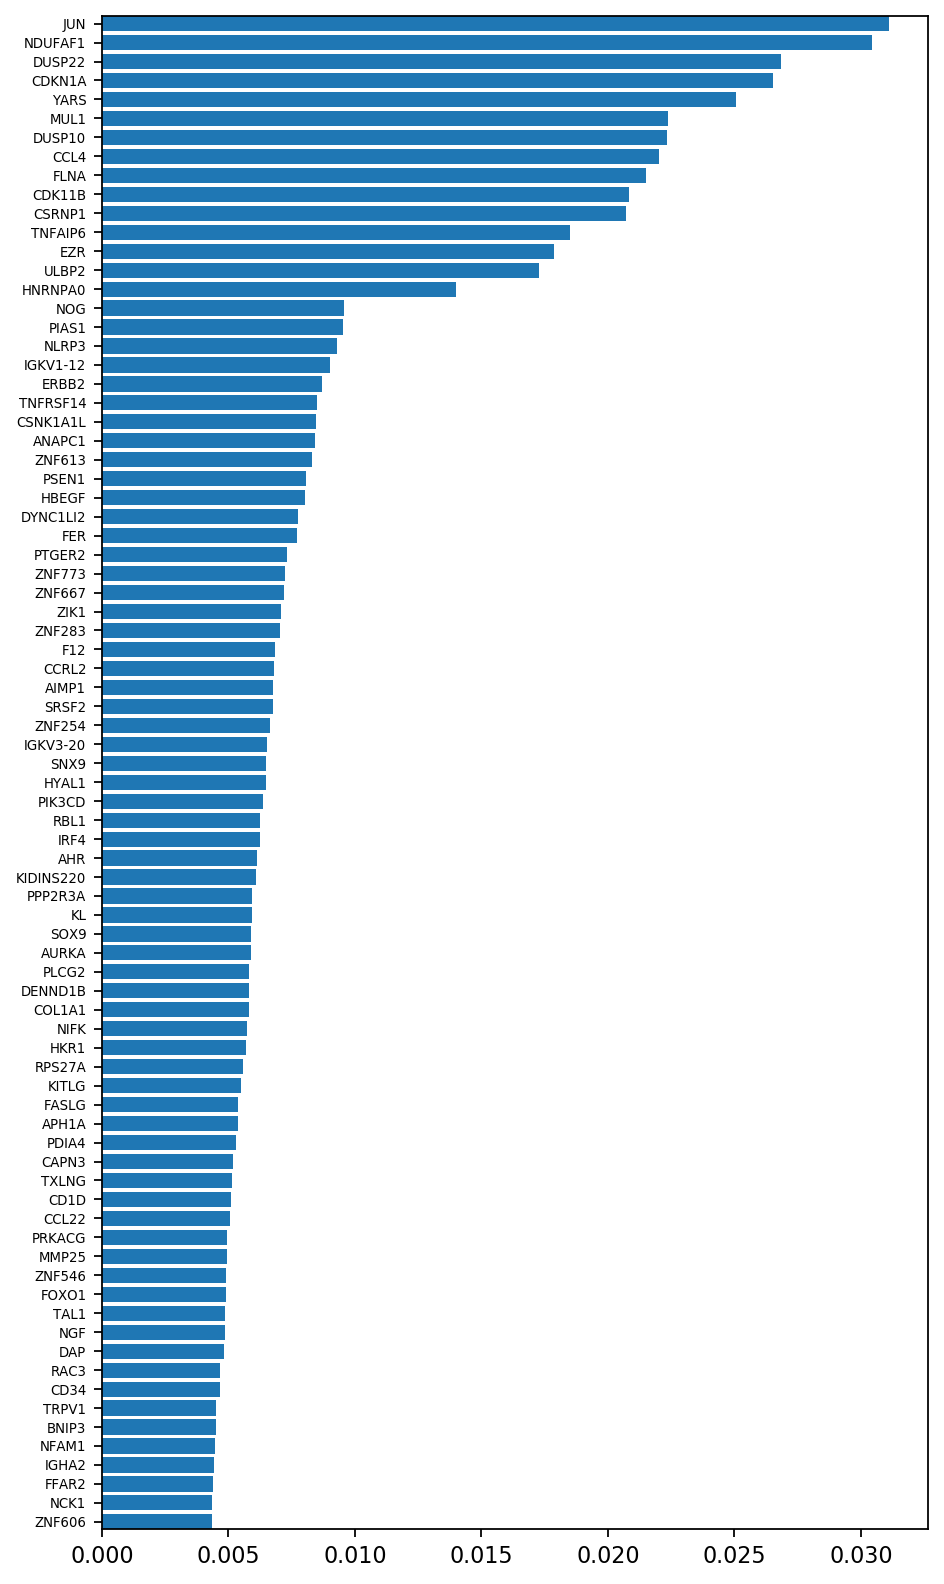 JUN
NDUFAF1
DUSP22
CDKN1A
YARS
MUL1
DUSP10
CCL4
FLNA
CDK11B
CSRNP1
TNFAIP6
EZR
ULBP2
HNRNPA0
NOG
PIAS1
NLRP3
IGKV1-12
ERBB2
TNFRSF14
CSNK1A1L
ANAPC1
ZNF613
PSEN1
HBEGF
DYNC1LI2
FER
PTGER2
ZNF773
ZNF667
ZIK1
ZNF283
F12
CCRL2
AIMP1
SRSF2
ZNF254
IGKV3-20
SNX9
HYAL1
PIK3CD
RBL1
IRF4
AHR
KIDINS220
PPP2R3A
KL
SOX9
AURKA
PLCG2
DENND1B
COL1A1
NIFK
HKR1
RPS27A
KITLG
FASLG
APH1A
PDIA4
CAPN3
TXLNG
CD1D
CCL22
PRKACG
MMP25
ZNF546
FOXO1
TAL1
NGF
DAP
RAC3
CD34
TRPV1
BNIP3
NFAM1
IGHA2
FFAR2
NCK1
ZNF606
0.000 0.005 0.010 0.015 0.020 0.025 0.030